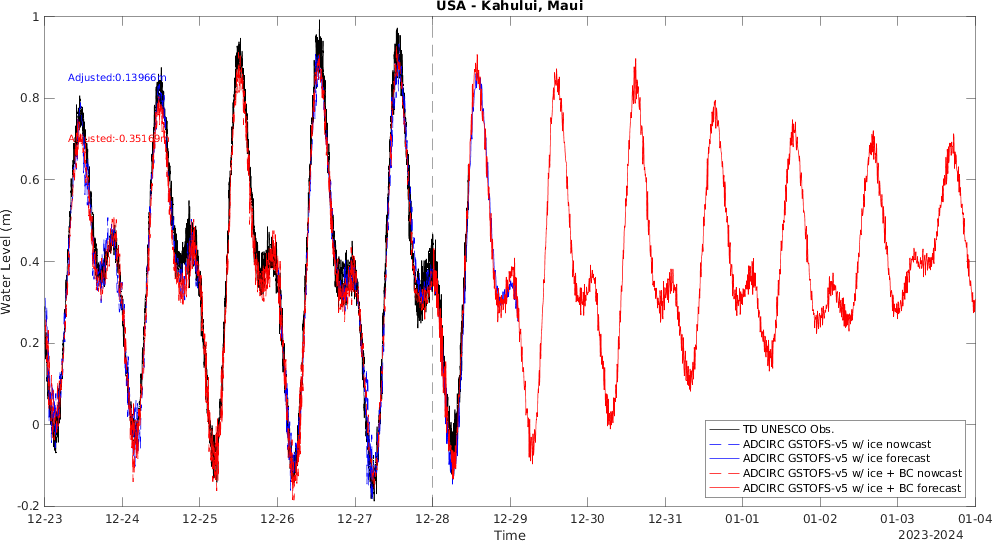 USA - Kahului, Maui
Water Level (m)
1
0.8
0.6
0.4
0.2
0
-0.2
Adjusted:0.13966m
Adjusted:-0.35169m
TD UNESCO Obs.
ADCIRC GSTOFS-v5 w/ ice nowcast
ADCIRC GSTOFS-v5 w/ ice forecast
ADCIRC GSTOFS-v5 w/ ice + BC nowcast
ADCIRC GSTOFS-v5 w/ ice + BC forecast
12-23 12-24 12-25 12-26 12-27 12-28 12-29 12-30 12-31 01-01 01-02 01-03 01-04
Time
2023-2024